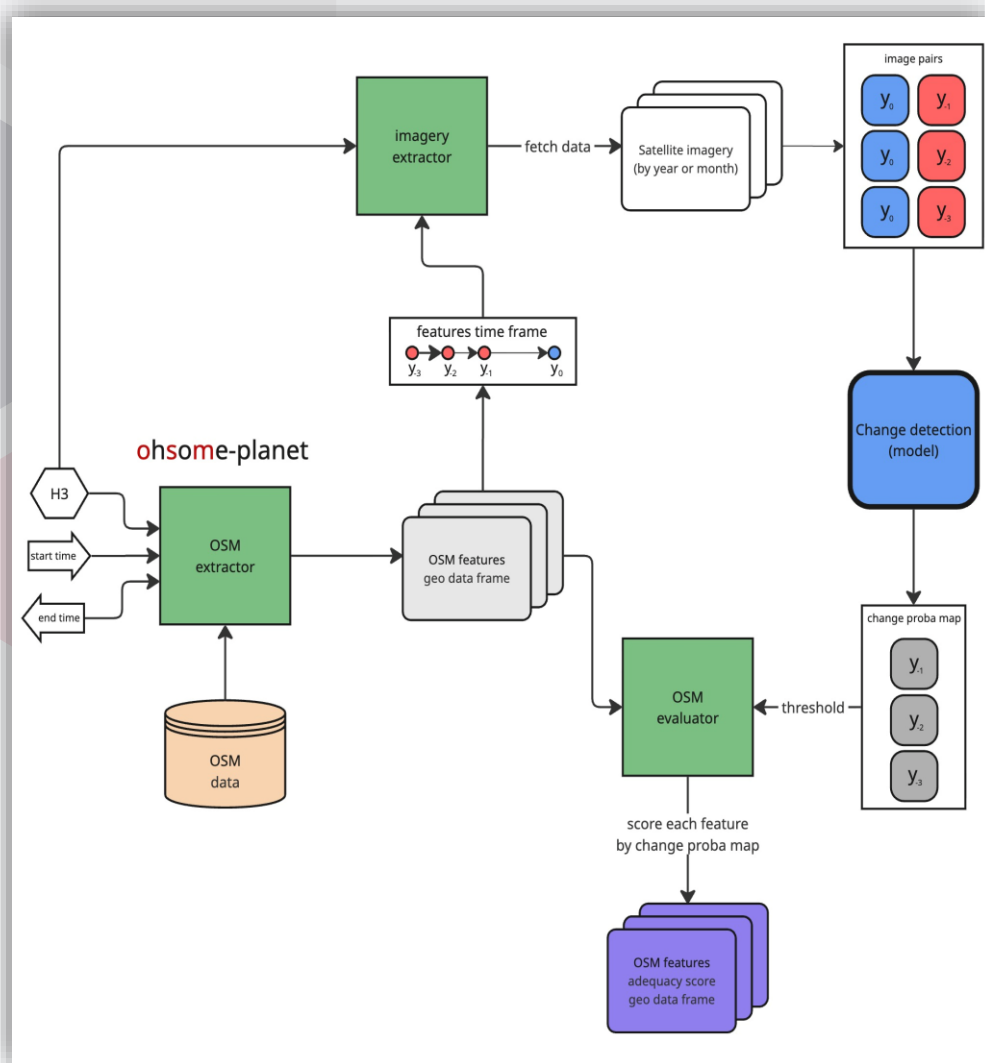 image pairs
y₀ y₋₁
y₀ y₋₂
y₀ y₋₃
imagery
extractor
fetch data
Satellite imagery
(by year or month)
features time frame
y₋₃ y₋₂ y₋₁ y₀
Change detection
(model)
ohsome-planet
H3
start time
end time
OSM
extractor
OSM features
geo data frame
OSM
data
change proba map
y₋₁
y₋₂
y₋₃
threshold
OSM
evaluator
score each feature
by change proba map
OSM features
adequacy score
geo data frame